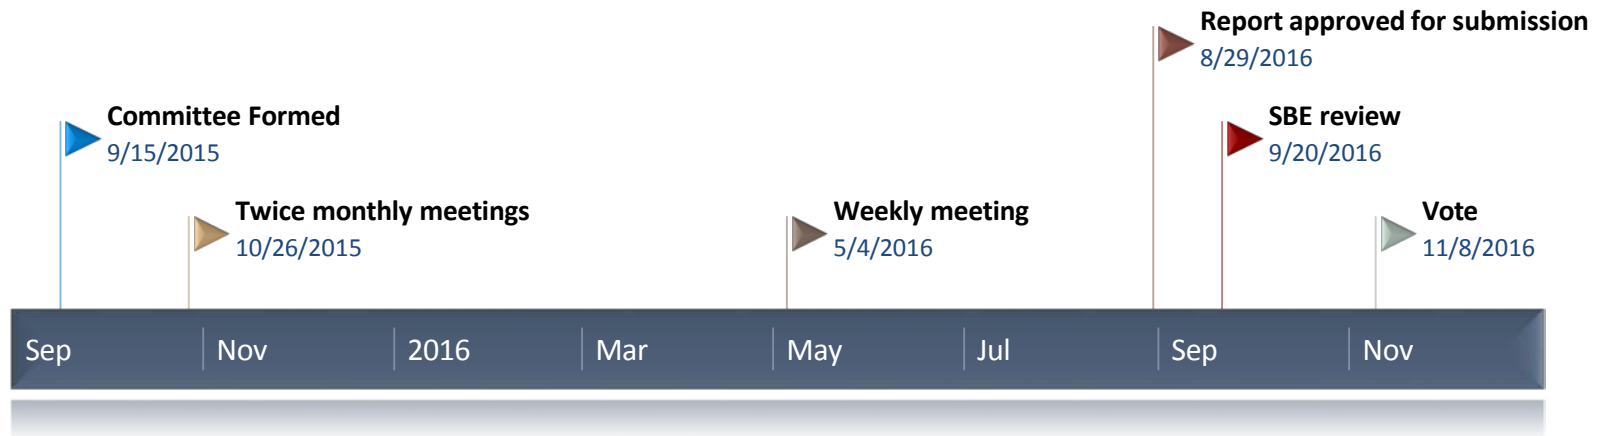 Report approved for submission
8/29/2016
Committee Formed
9/15/2015
SBE review
9/20/2016
Twice monthly meetings
10/26/2015
Weekly meeting
5/4/2016
Vote
11/8/2016
Sep Nov 2016 Mar May Jul Sep Nov